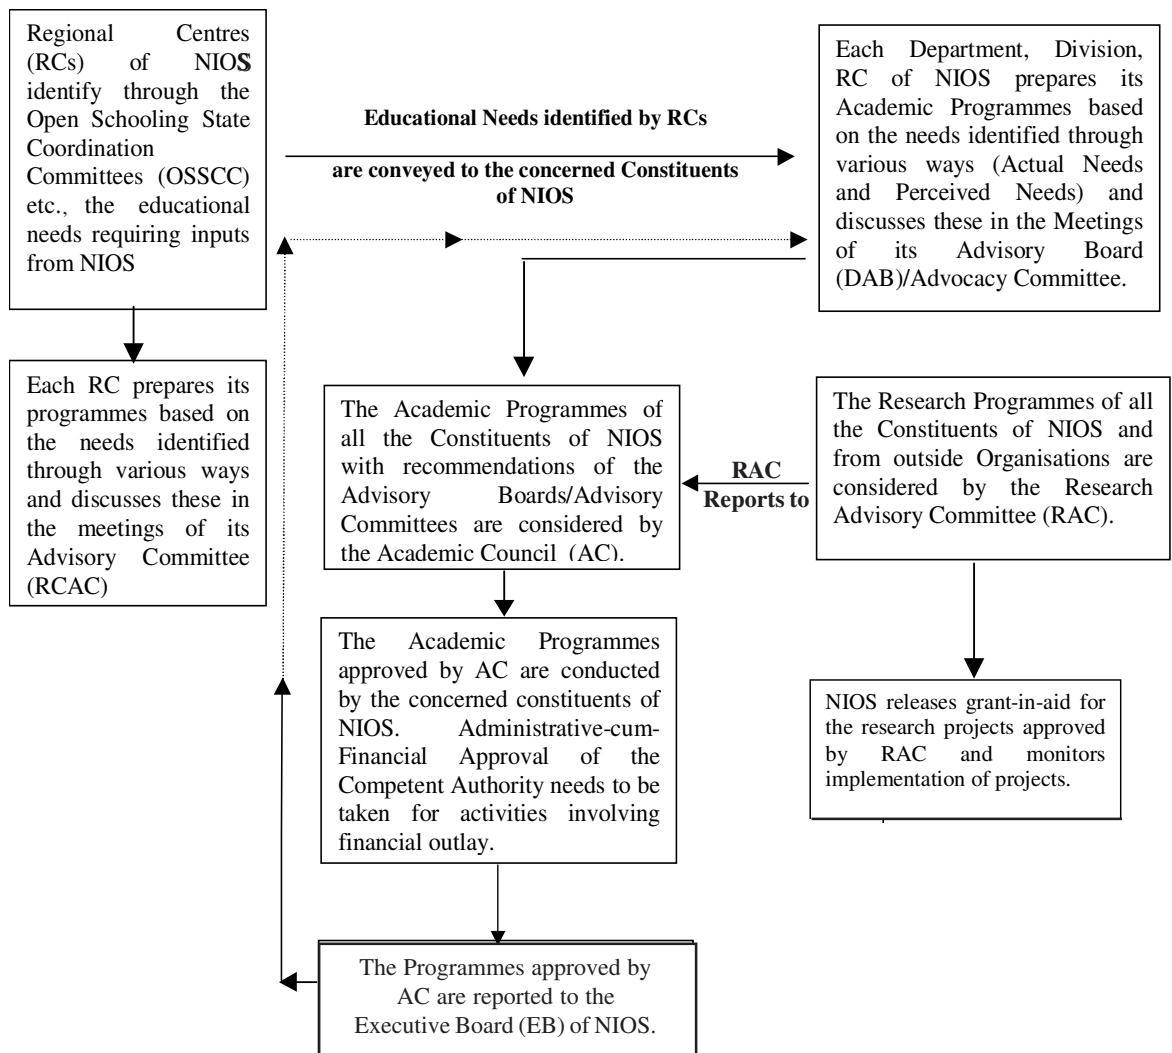 Regional Centres
(RCs) of NIOS
identify through the
Open Schooling State
Coordination
Committees (OSSCC)
etc., the educational
needs requiring inputs
from NIOS
Educational Needs identified by RCs
are conveyed to the concerned Constituents
of NIOS
Each Department, Division,
RC of NIOS prepares its
Academic Programmes based
on the needs identified through
various ways (Actual Needs
and Perceived Needs) and
discusses these in the Meetings
of its Advisory Board
(DAB)/Advocacy Committee.
Each RC prepares its
programmes based on
the needs identified
through various ways
and discusses these in
the meetings of its
Advisory Committee
(RCAC)
The Academic Programmes of
all the Constituents of NIOS
with recommendations of the
Advisory Boards/Advisory
Committees are considered by
the Academic Council (AC).
RAC
Reports to
The Research Programmes of all
the Constituents of NIOS and
from outside Organisations are
considered by the Research
Advisory Committee (RAC).
The Academic Programmes
approved by AC are conducted
by the concerned constituents of
NIOS. Administrative-cum-
Financial Approval of the
Competent Authority needs to be
taken for activities involving
financial outlay.
NIOS releases grant-in-aid for
the research projects approved
by RAC and monitors
implementation of projects.
The Programmes approved by
AC are reported to the
Executive Board (EB) of NIOS.